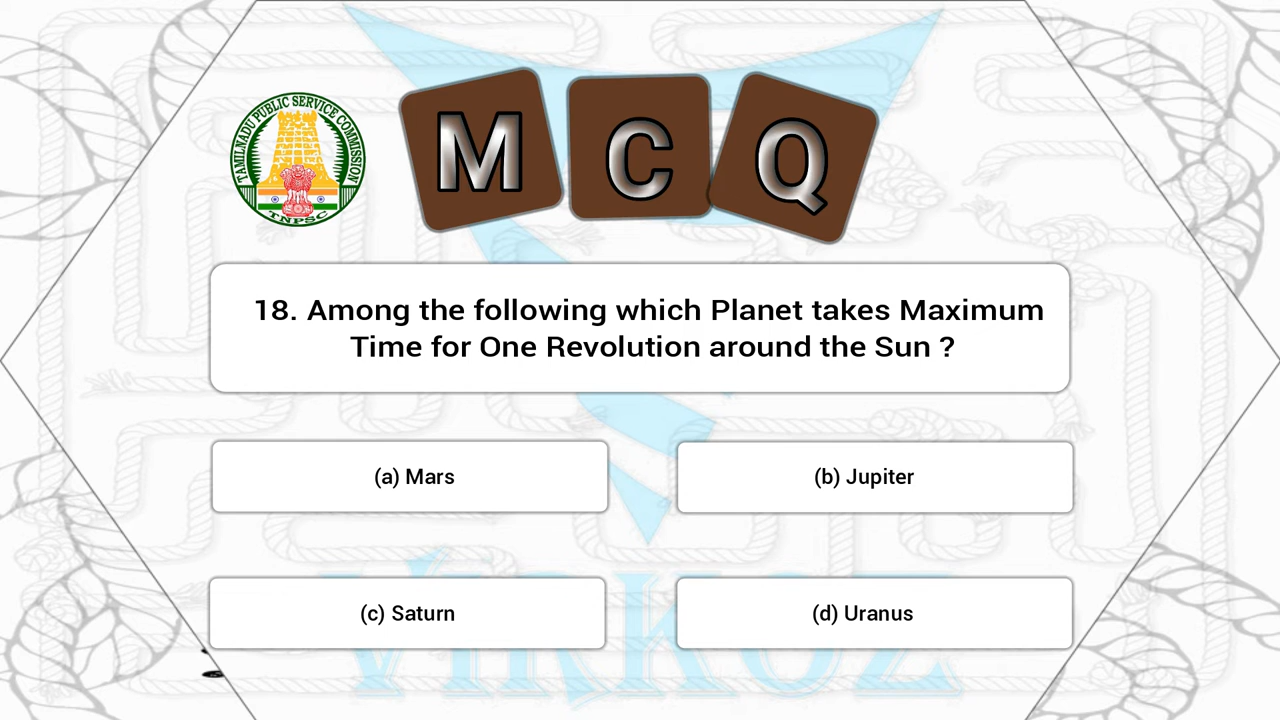 TAMILNADU PUBLIC SERVICE COMMISSION
TNPSC
M C Q
18. Among the following which Planet takes Maximum
Time for One Revolution around the Sun ?
(a) Mars
(b) Jupiter
(c) Saturn
(d) Uranus
VIRKOZ